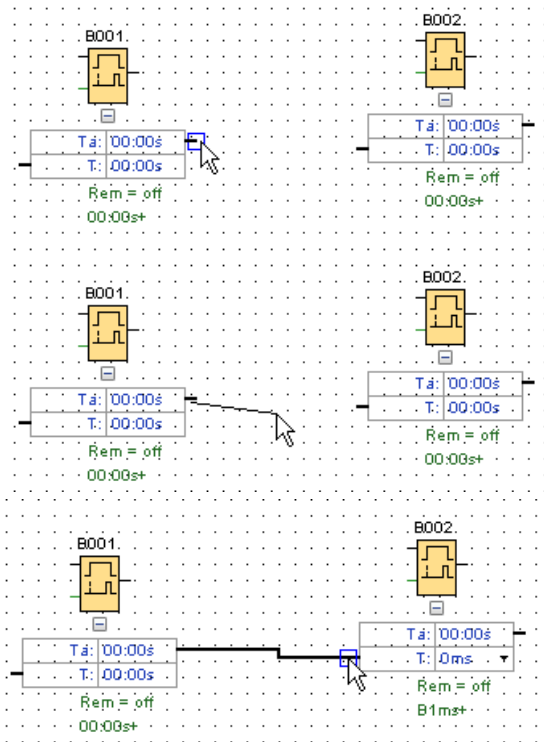 B001
B002
Ta: 00:00s
T: 00:00s
Rem = off
00:00s+
Ta: 00:00s
T: 00:00s
Rem = off
00:00s+
B001
B002
Ta: 00:00s
T: 00:00s
Rem = off
00:00s+
Ta: 00:00s
T: 00:00s
Rem = off
00:00s+
B001
B002
Ta: 00:00s
T: 00:00s
Rem = off
00:00s+
Ta: 00:00s
T: 0ms
Rem = off
B1ms+